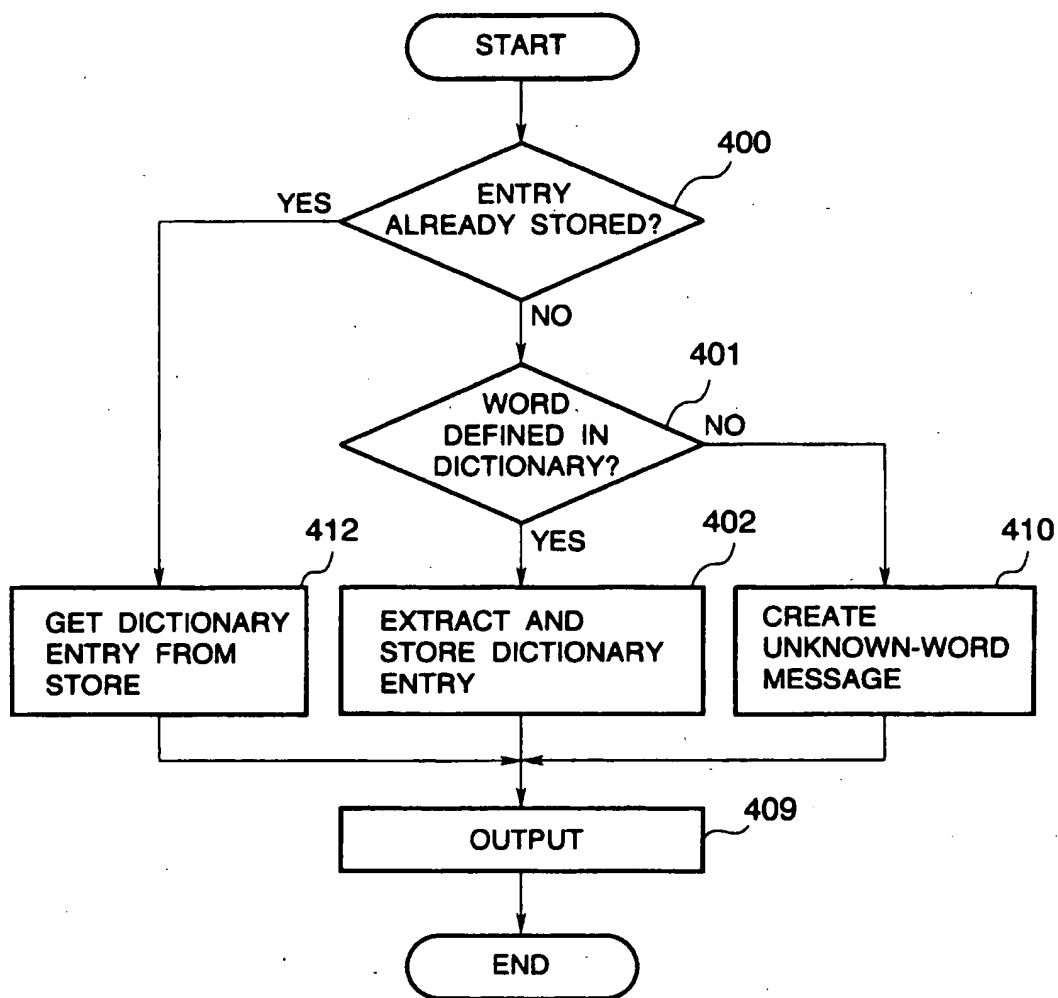 START
400
ENTRY
ALREADY STORED?
YES
NO
401
WORD
DEFINED IN
DICTIONARY?
NO
YES
412
402
410
GET DICTIONARY
ENTRY FROM
STORE
EXTRACT AND
STORE DICTIONARY
ENTRY
CREATE
UNKNOWN-WORD
MESSAGE
409
OUTPUT
END